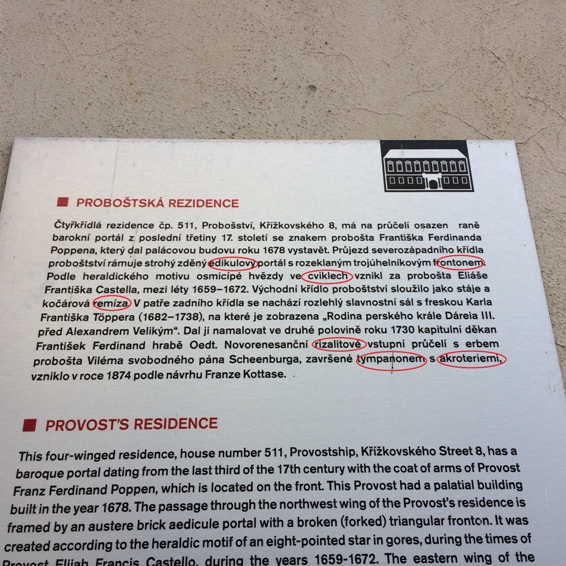 PROBOŠTSKÁ REZIDENCE
Čtyřkřídlá rezidence čp. 511, Probošství, Křížkovského 8, má na průčelí osazen raně
barokní portál z poslední třetiny 17. století se znakem probošta Františka Ferdinanda
Poppena, který dal palácovou budovu roku 1678 vystavět. Průjezd severozápadního křídla
proboštství rámuje strohý zděný edikulový portál s rozeklaným trojúhelníkovým frontonem.
Podle heraldického motivu osmicípé hvězdy ve cviklech vznikl za probošta Eliáše
Františka Castella, mezi léty 1659–1672. Východní křídlo proboštství sloužilo jako stáje a
kočárová remíza. V patře zadního křídla se nachází rozlehlý slavnostní sál s freskou Karla
Františka Töppera (1682–1738), na které je zobrazena „Rodina perského krále Dáreia III.
před Alexandrem Velikým“. Dal ji namalovat ve druhé polovině roku 1730 kapitulní děkan
František Ferdinand hrabě Oedt. Novorenesanční rizalitové vstupní průčelí s erbem
probošta Viléma svobodného pána Scheenburga, završené tympanonem s akroteriemi,
vzniklo v roce 1874 podle návrhu Franze Kottase.
PROVOST'S RESIDENCE
This four-winged residence, house number 511, Provostship, Křížkovského Street 8, has a
baroque portal dating from the last third of the 17th century with the coat of arms of Provost
Franz Ferdinand Poppen, which is located on the front. This Provost had a palatial building
built in the year 1678. The passage through the northwest wing of the Provost's residence is
framed by an austere brick aedicule portal with a broken (forked) triangular fronton. It was
created according to the heraldic motif of an eight-pointed star in gores, during the times of
Provost Elijah Francis Castello, during the years 1659-1672. The eastern wing of the